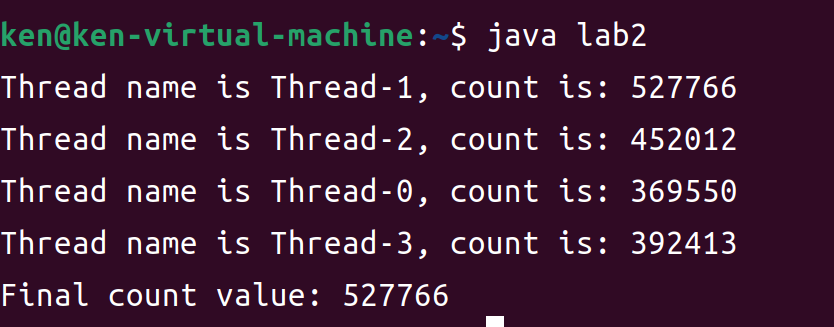 ken@ken-virtual-machine:~$ java lab2
Thread name is Thread-1, count is: 527766
Thread name is Thread-2, count is: 452012
Thread name is Thread-0, count is: 369550
Thread name is Thread-3, count is: 392413
Final count value: 527766